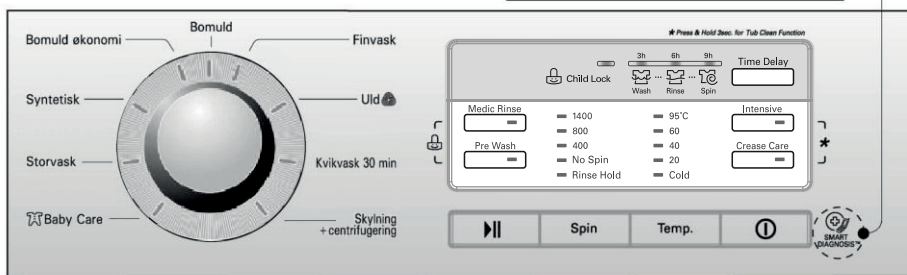 Bomuld
Bomuld økonomi
Finvask
Syntetisk
Uld
Storvask
Kvikvask 30 min
Baby Care
Skylning
+centrifugering
* Press & Hold 3sec. for Tub Clean Function
3h 6h 9h
Time Delay
Child Lock
Wash Rinse Spin
Medic Rinse
1400 95°C
Intensive
800 60
Pre Wash
400 40
Crease Care
No Spin 20
Rinse Hold Cold
*
Spin Temp.
SMART
DIAGNOSIS™